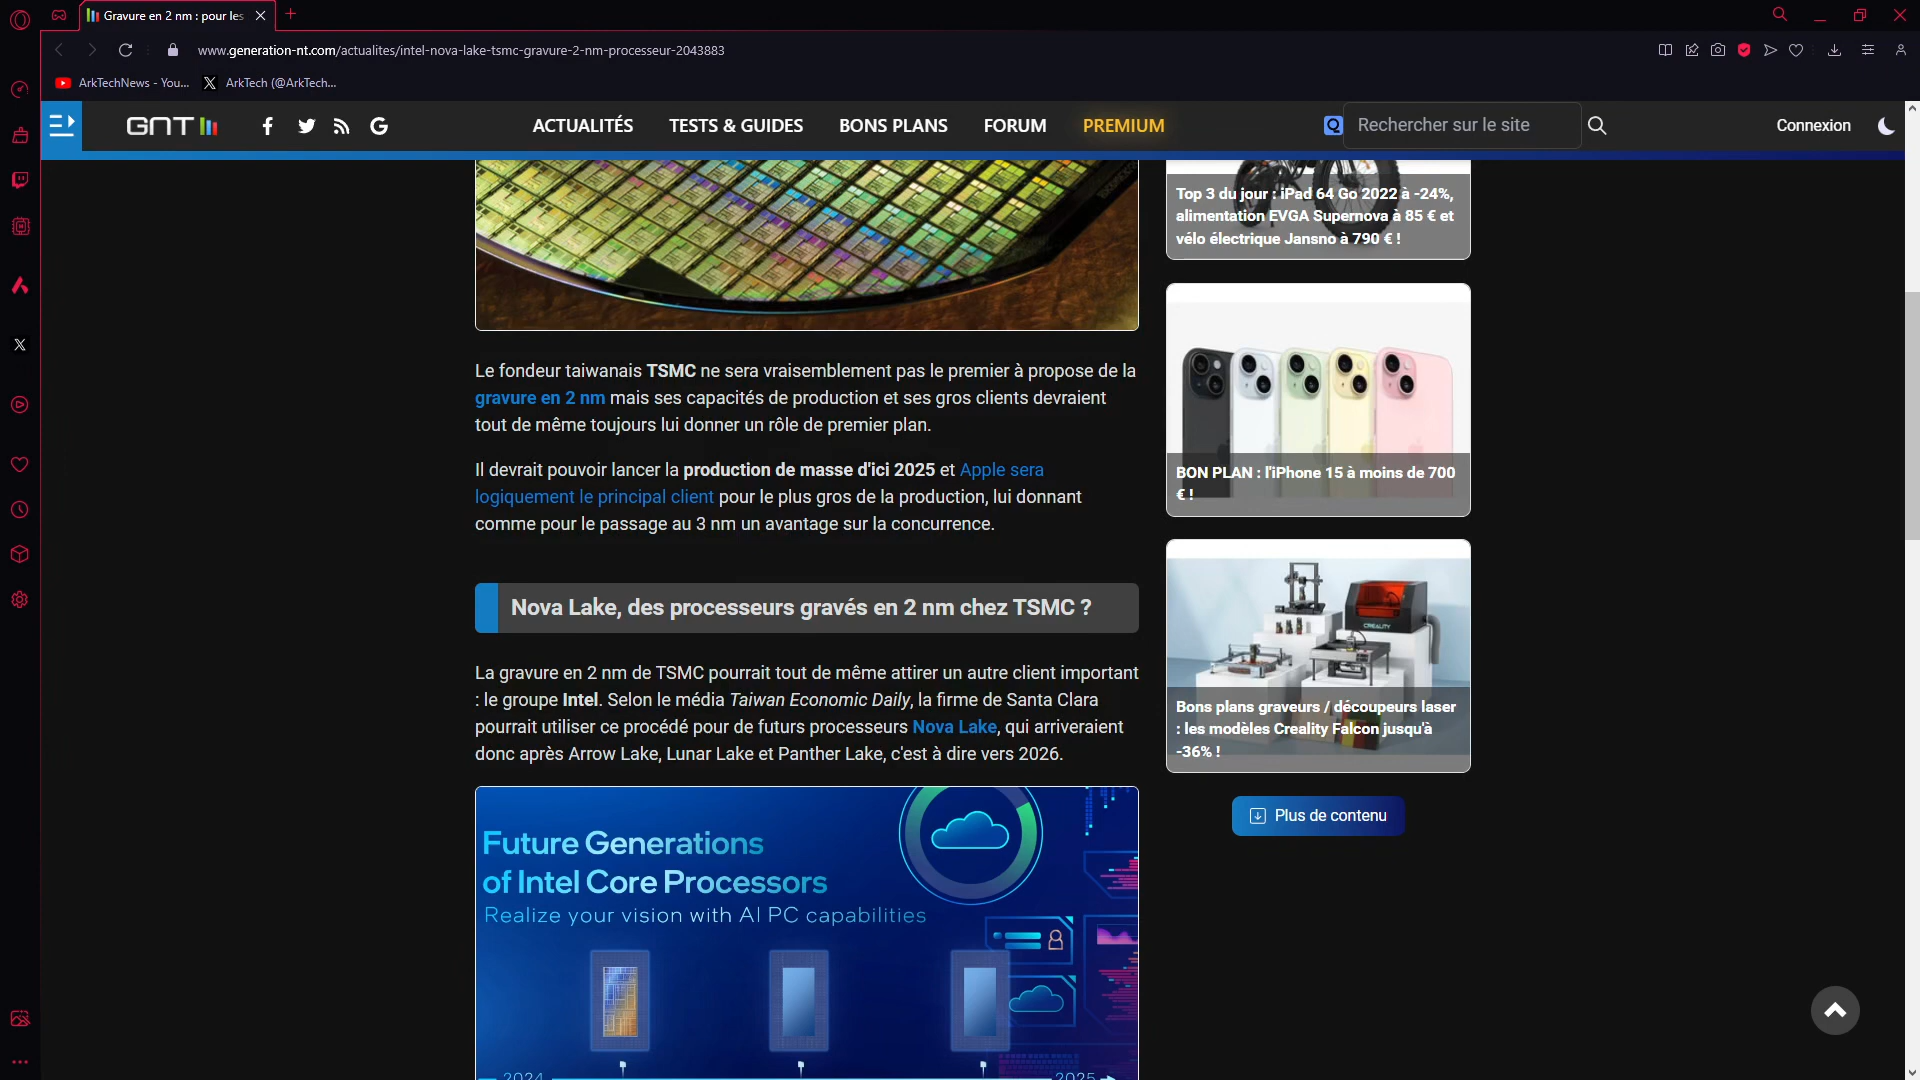 Gravure en 2 nm : pour les
www.generation-nt.com/actualites/intel-nova-lake-tsmc-gravure-2-nm-processeur-2043883
ArkTechNews - You...
ArkTech (@ArkTech...
GNT
ACTUALITÉS
TESTS & GUIDES
BONS PLANS
FORUM
PREMIUM
Rechercher sur le site
Connexion
Le fondeur taiwanais TSMC ne sera vraisemblement pas le premier à propose de la
gravure en 2 nm mais ses capacités de production et ses gros clients devraient
tout de même toujours lui donner un rôle de premier plan.
Il devrait pouvoir lancer la production de masse d'ici 2025 et Apple sera
logiquement le principal client pour le plus gros de la production, lui donnant
comme pour le passage au 3 nm un avantage sur la concurrence.
Nova Lake, des processeurs gravés en 2 nm chez TSMC ?
La gravure en 2 nm de TSMC pourrait tout de même attirer un autre client important
: le groupe Intel. Selon le média Taiwan Economic Daily, la firme de Santa Clara
pourrait utiliser ce procédé pour de futurs processeurs Nova Lake, qui arriveraient
donc après Arrow Lake, Lunar Lake et Panther Lake, c'est à dire vers 2026.
Future Generations
of Intel Core Processors
Realize your vision with AI PC capabilities
2024
2025
Top 3 du jour : iPad 64 Go 2022 à -24%,
alimentation EVGA Supernova à 85 € et
vélo électrique Jansno à 790 € !
BON PLAN : l'iPhone 15 à moins de 700
€ !
CREALITY
Bons plans graveurs / découpeurs laser
: les modèles Creality Falcon jusqu'à
-36% !
Plus de contenu